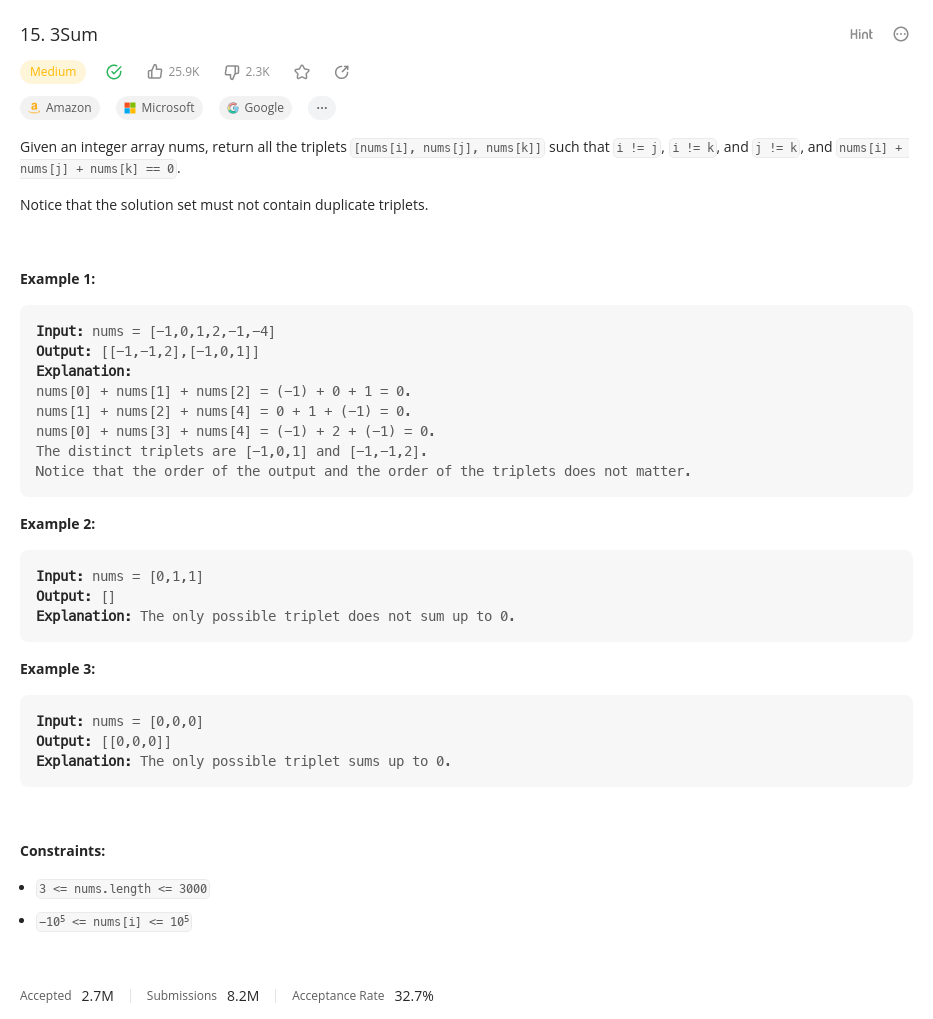 15. 3Sum
Hint
Medium
25.9K
2.3K
Amazon
Microsoft
Google
...
Given an integer array nums, return all the triplets [nums[i], nums[j], nums[k]] such that i != j, i != k, and j != k, and nums[i] +
nums[j] + nums[k] == 0.
Notice that the solution set must not contain duplicate triplets.
Example 1:
Input: nums = [-1,0,1,2,-1,-4]
Output: [[-1,-1,2],[-1,0,1]]
Explanation:
nums[0] + nums[1] + nums[2] = (-1) + 0 + 1 = 0.
nums[1] + nums[2] + nums[4] = 0 + 1 + (-1) = 0.
nums[0] + nums[3] + nums[4] = (-1) + 2 + (-1) = 0.
The distinct triplets are [-1,0,1] and [-1,-1,2].
Notice that the order of the output and the order of the triplets does not matter.
Example 2:
Input: nums = [0,1,1]
Output: []
Explanation: The only possible triplet does not sum up to 0.
Example 3:
Input: nums = [0,0,0]
Output: [[0,0,0]]
Explanation: The only possible triplet sums up to 0.
Constraints:
3 <= nums.length <= 3000
-10⁵ <= nums[i] <= 10⁵
Accepted 2.7M Submissions 8.2M Acceptance Rate 32.7%